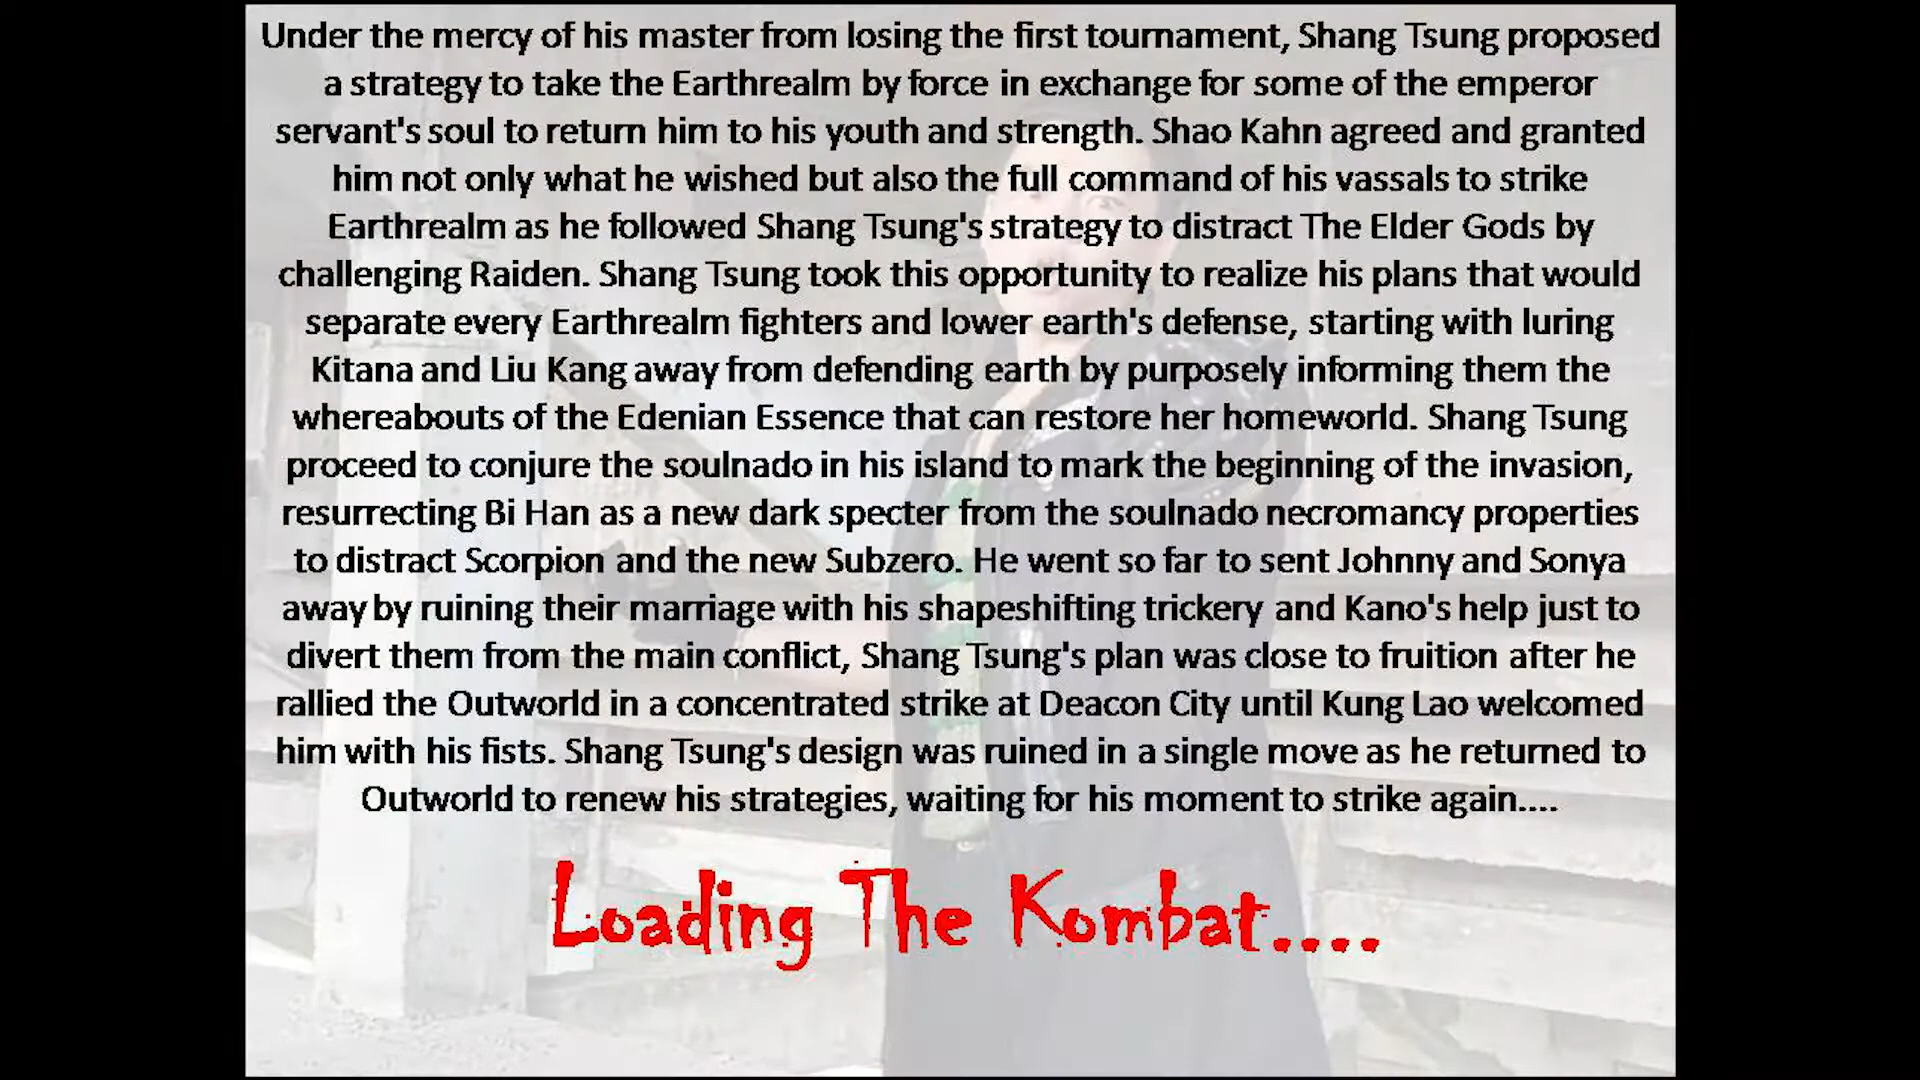 Under the mercy of his master from losing the first tournament, Shang Tsung proposed
a strategy to take the Earthrealm by force in exchange for some of the emperor
servant's soul to return him to his youth and strength. Shao Kahn agreed and granted
him not only what he wished but also the full command of his vassals to strike
Earthrealm as he followed Shang Tsung's strategy to distract The Elder Gods by
challenging Raiden. Shang Tsung took this opportunity to realize his plans that would
separate every Earthrealm fighters and lower earth's defense, starting with luring
Kitana and Liu Kang away from defending earth by purposely informing them the
whereabouts of the Edenian Essence that can restore her homeworld. Shang Tsung
proceed to conjure the soulnado in his island to mark the beginning of the invasion,
resurrecting Bi Han as a new dark specter from the soulnado necromancy properties
to distract Scorpion and the new Subzero. He went so far to sent Johnny and Sonya
away by ruining their marriage with his shapeshifting trickery and Kano's help just to
divert them from the main conflict, Shang Tsung's plan was close to fruition after he
rallied the Outworld in a concentrated strike at Deacon City until Kung Lao welcomed
him with his fists. Shang Tsung's design was ruined in a single move as he returned to
Outworld to renew his strategies, waiting for his moment to strike again....
Loading The Kombat....